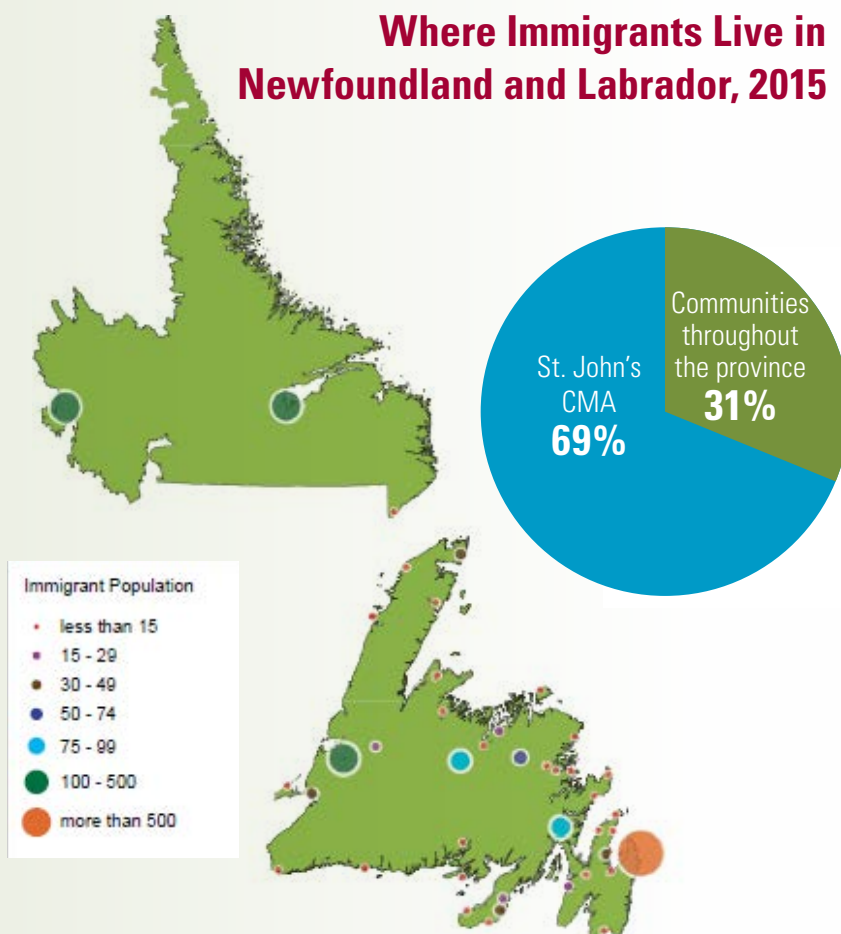 Where Immigrants Live in
Newfoundland and Labrador, 2015
Communities
throughout
the province
31%
St. John's
CMA
69%
Immigrant Population
less than 15
15 - 29
30 - 49
50 - 74
75 - 99
100 - 500
more than 500